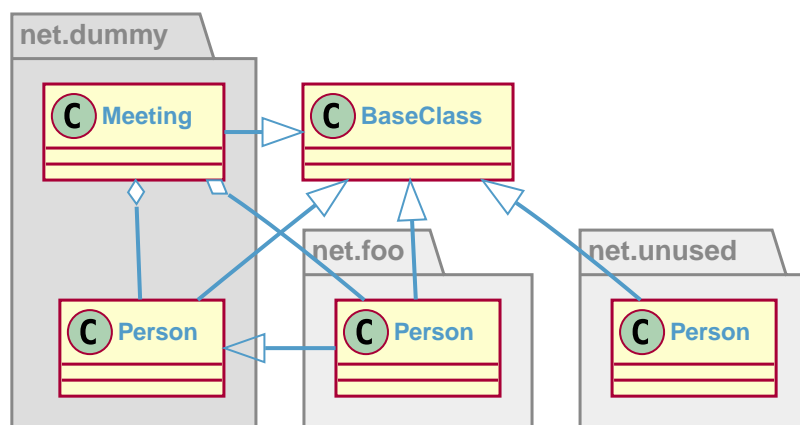 net.dummy
C Meeting
C BaseClass
net.foo
net.unused
C Person
C Person
C Person